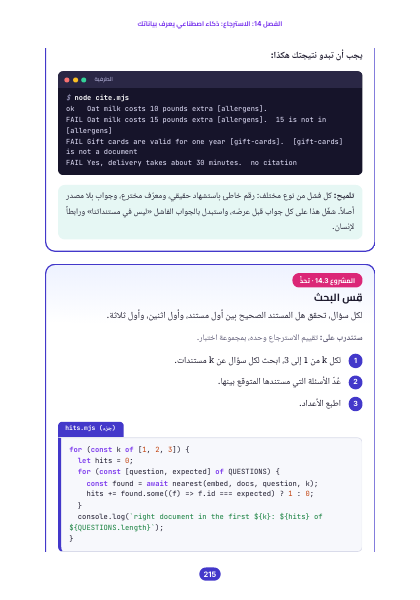 الفصل 14: الاسترجاع: ذكاء اصطناعي يعرف بياناتك
يجب أن تبدو نتيجتك هكذا:
الطرفية
$ node cite.mjs
ok   Oat milk costs 10 pounds extra [allergens].
FAIL Oat milk costs 15 pounds extra [allergens].  15 is not in
[allergens]
FAIL Gift cards are valid for one year [gift-cards].  [gift-cards]
is not a document
FAIL Yes, delivery takes about 30 minutes.  no citation
تلميح: كل فشل من نوع مختلف: رقم خاطئ باستشهاد حقيقي، ومعرّف مخترع، وجواب بلا مصدر
أصلًا. شغّل هذا على كل جواب قبل عرضه، واستبدل بالجواب الفاشل «ليس في مستنداتنا» ورابطًا
لإنسان.
المشروع 14.3 · تحدٍّ
قِس البحث
لكل سؤال، تحقق هل المستند الصحيح بين أول مستند، وأول اثنين، وأول ثلاثة.
ستتدرب على: تقييم الاسترجاع وحده، بمجموعة اختبار.
1 لكل k من 1 إلى 3، ابحث لكل سؤال عن k مستندات.
2 عُدّ الأسئلة التي مستندها المتوقع بينها.
3 اطبع الأعداد.
hits.mjs (جزء)
for (const k of [1, 2, 3]) {
  let hits = 0;
  for (const [question, expected] of QUESTIONS) {
    const found = await nearest(embed, docs, question, k);
    hits += found.some((f) => f.id === expected) ? 1 : 0;
  }
  console.log(`right document in the first ${k}: ${hits} of
${QUESTIONS.length}`);
}
215